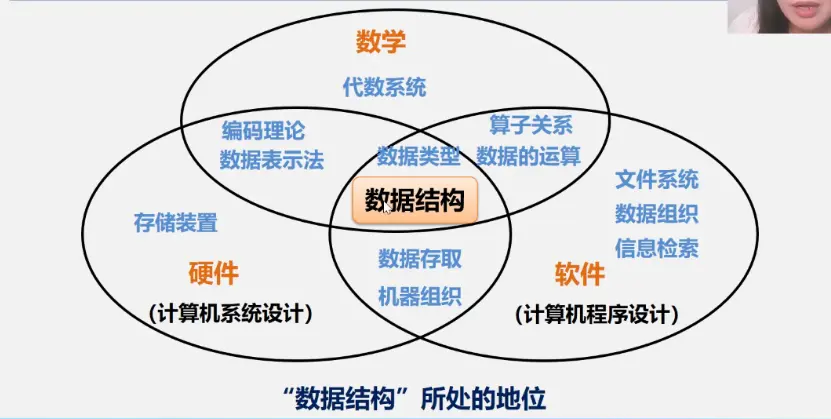 数学
代数系统
编码理论
数据表示法
算子关系
数据类型
数据的运算
数据结构
文件系统
数据组织
信息检索
存储装置
数据存取
机器组织
硬件
(计算机系统设计)
软件
(计算机程序设计)
“数据结构”所处的地位